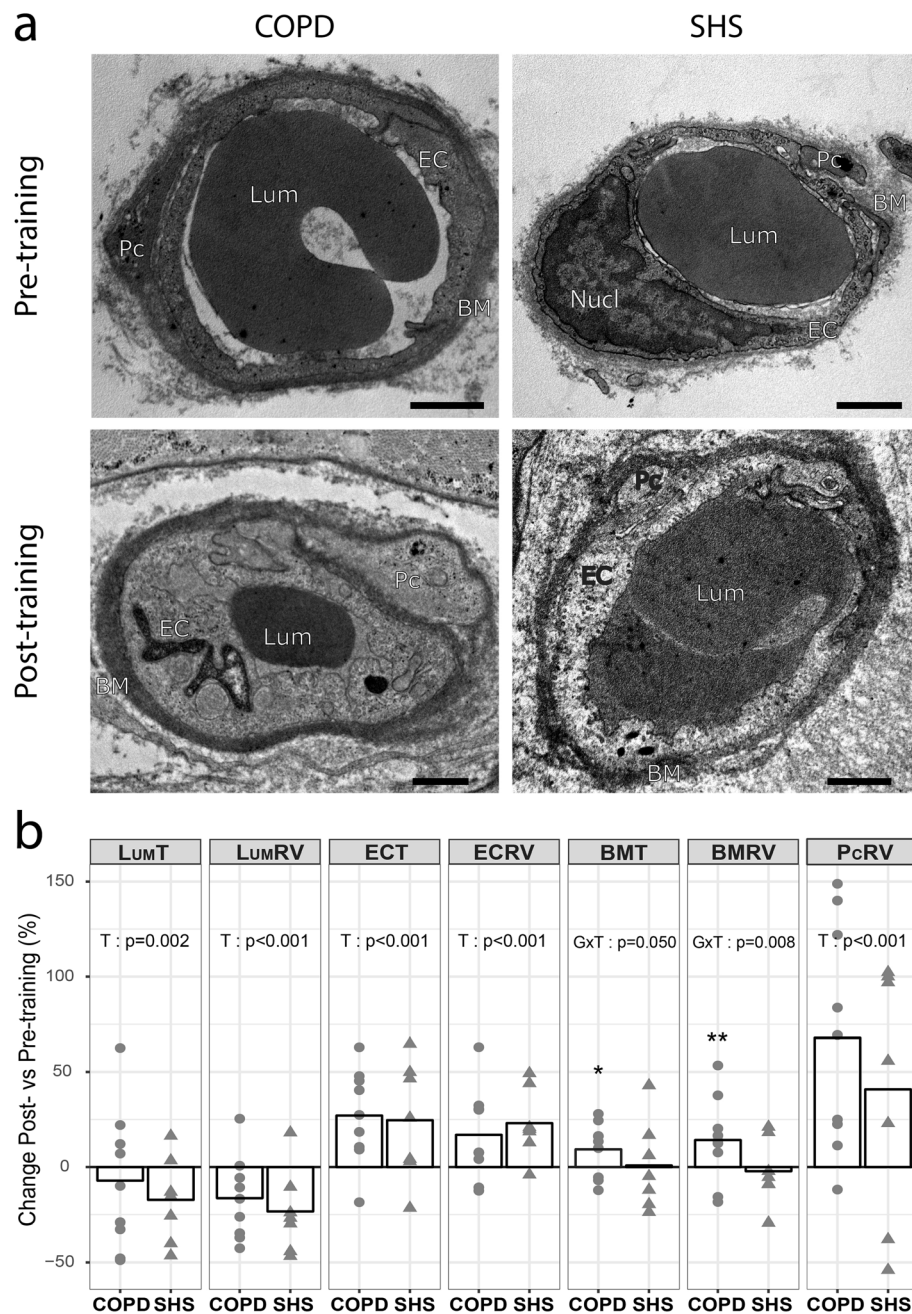 a
COPD
SHS
Pre-training
EC
Lum
Pc
BM
Pc
BM
Lum
Nucl
EC
Post-training
Pc
EC
Lum
BM
Pc
EC
Lum
BM
b
LUMT LUMRV ECT ECRV BMT BMRV PCRV
Change Post- vs Pre-training (%)
150
100
50
0
−50
T : p=0.002 T : p<0.001 T : p<0.001 T : p<0.001 GxT : p=0.050 GxT : p=0.008 T : p<0.001
* **
COPD SHS COPD SHS COPD SHS COPD SHS COPD SHS COPD SHS COPD SHS